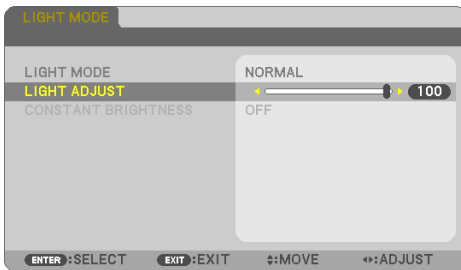 LIGHT MODE
LIGHT MODE NORMAL
LIGHT ADJUST 100
CONSTANT BRIGHTNESS OFF
ENTER :SELECT EXIT :EXIT :MOVE :ADJUST